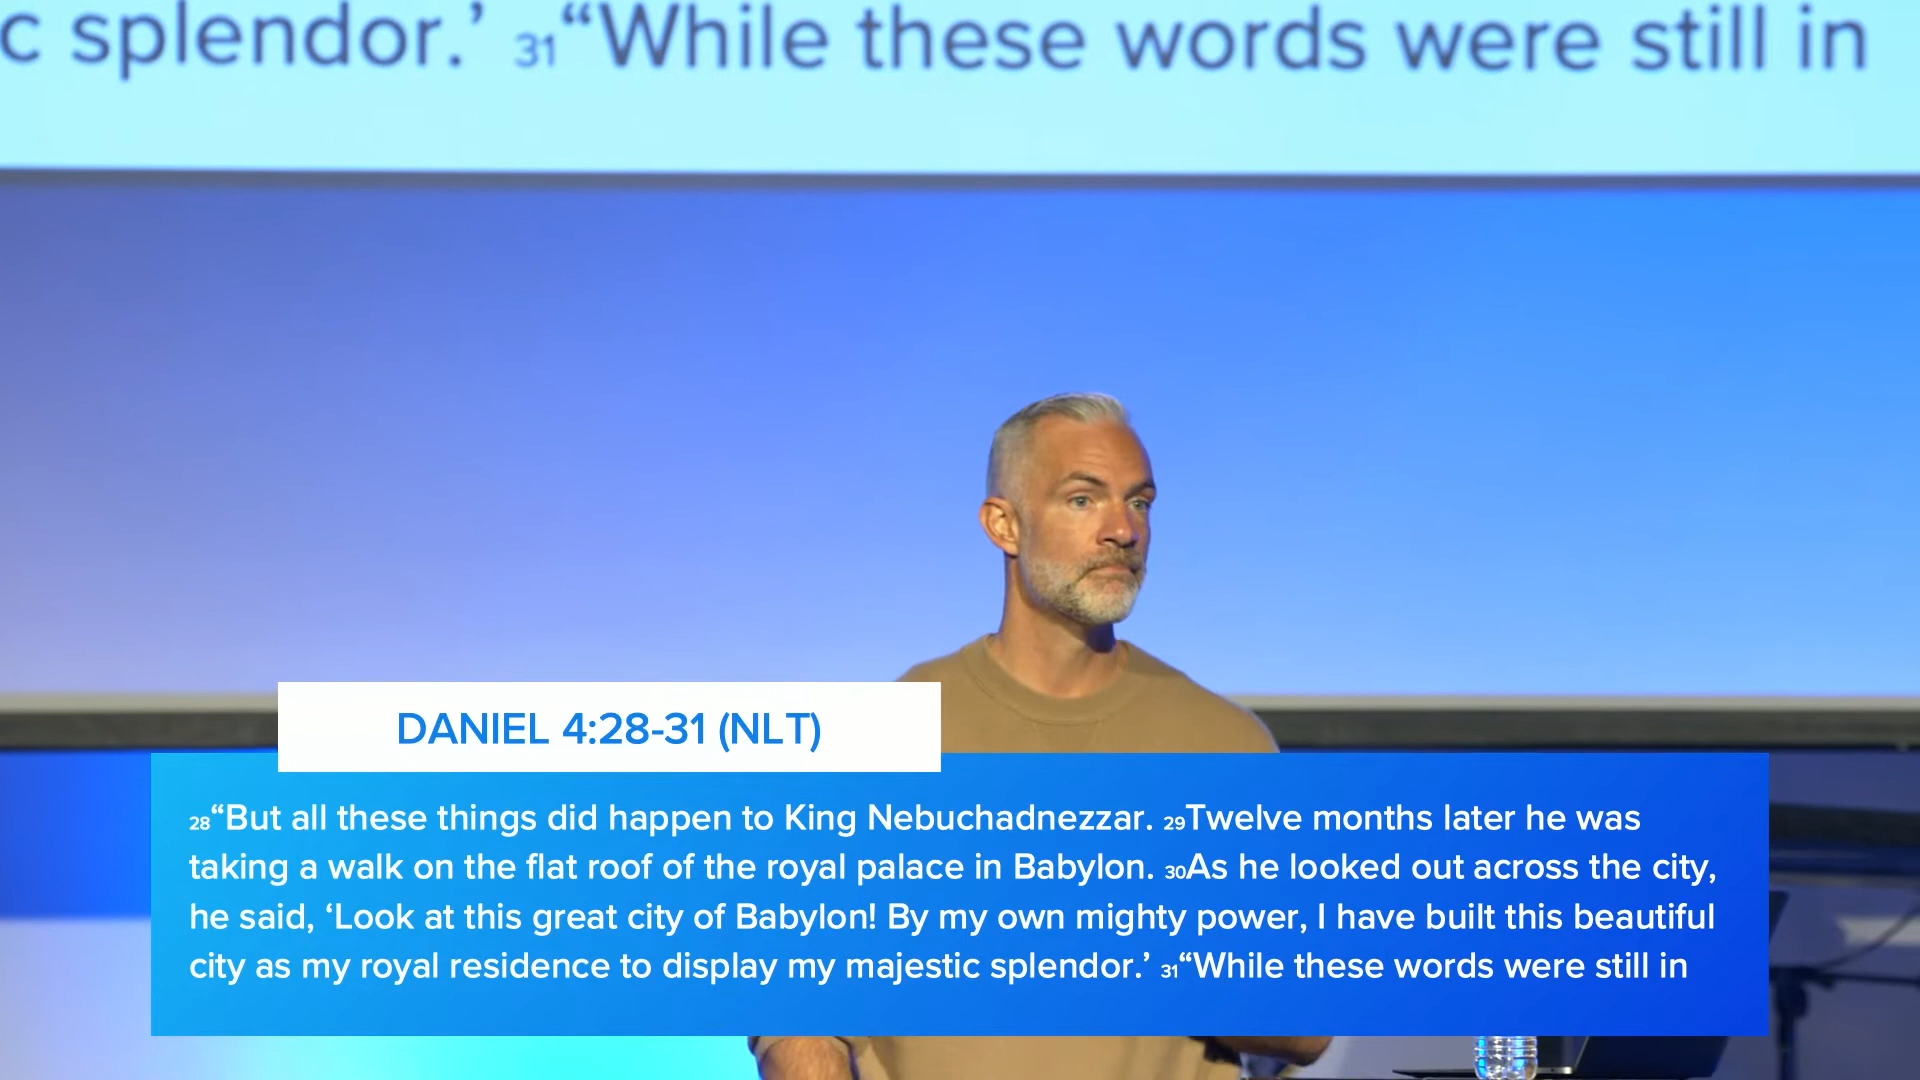 c splendor.’ 31“While these words were still in
DANIEL 4:28-31 (NLT)
28“But all these things did happen to King Nebuchadnezzar. 29Twelve months later he was
taking a walk on the flat roof of the royal palace in Babylon. 30As he looked out across the city,
he said, ‘Look at this great city of Babylon! By my own mighty power, I have built this beautiful
city as my royal residence to display my majestic splendor.’ 31“While these words were still in